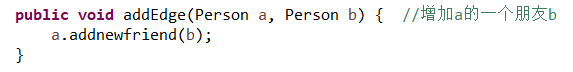 public void addEdge(Person a, Person b) {  //增加a的一个朋友b
    a.addnewfriend(b);
}